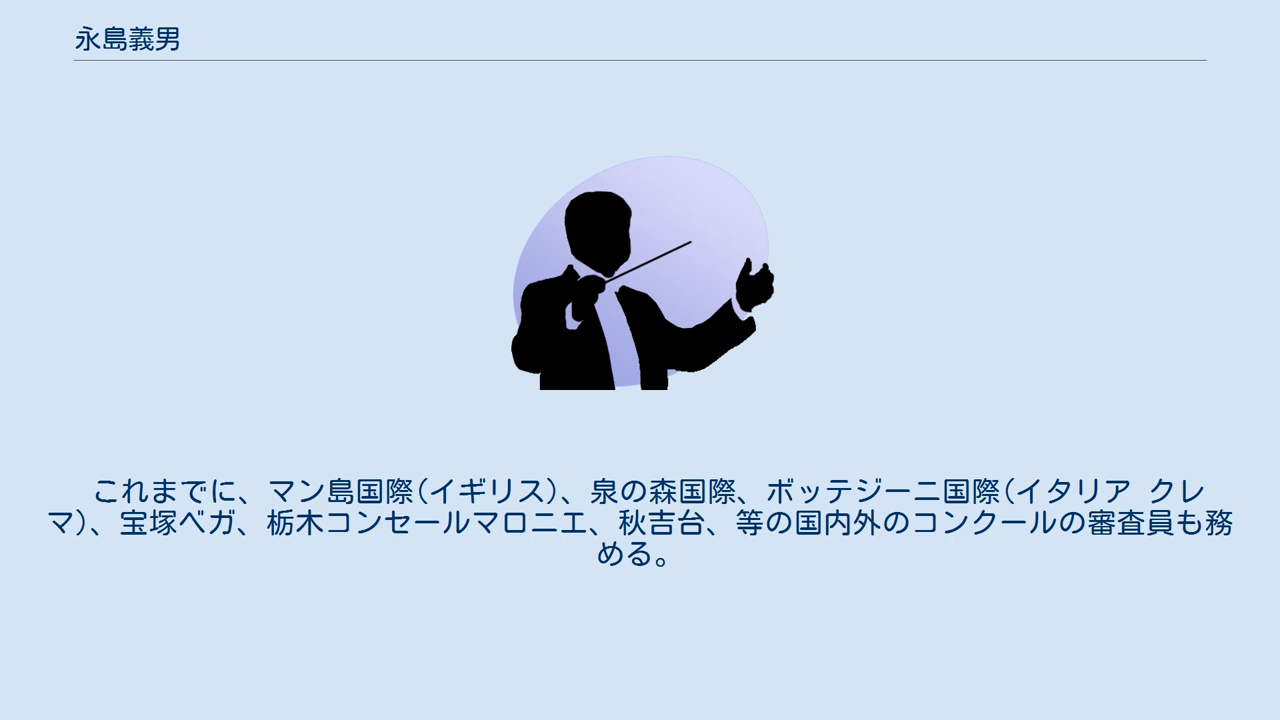 永島義男
これまでに、マン島国際(イギリス)、泉の森国際、ボッテジーニ国際(イタリア クレ
マ)、宝塚ベガ、栃木コンセールマロニエ、秋吉台、等の国内外のコンクールの審査員も務
める。